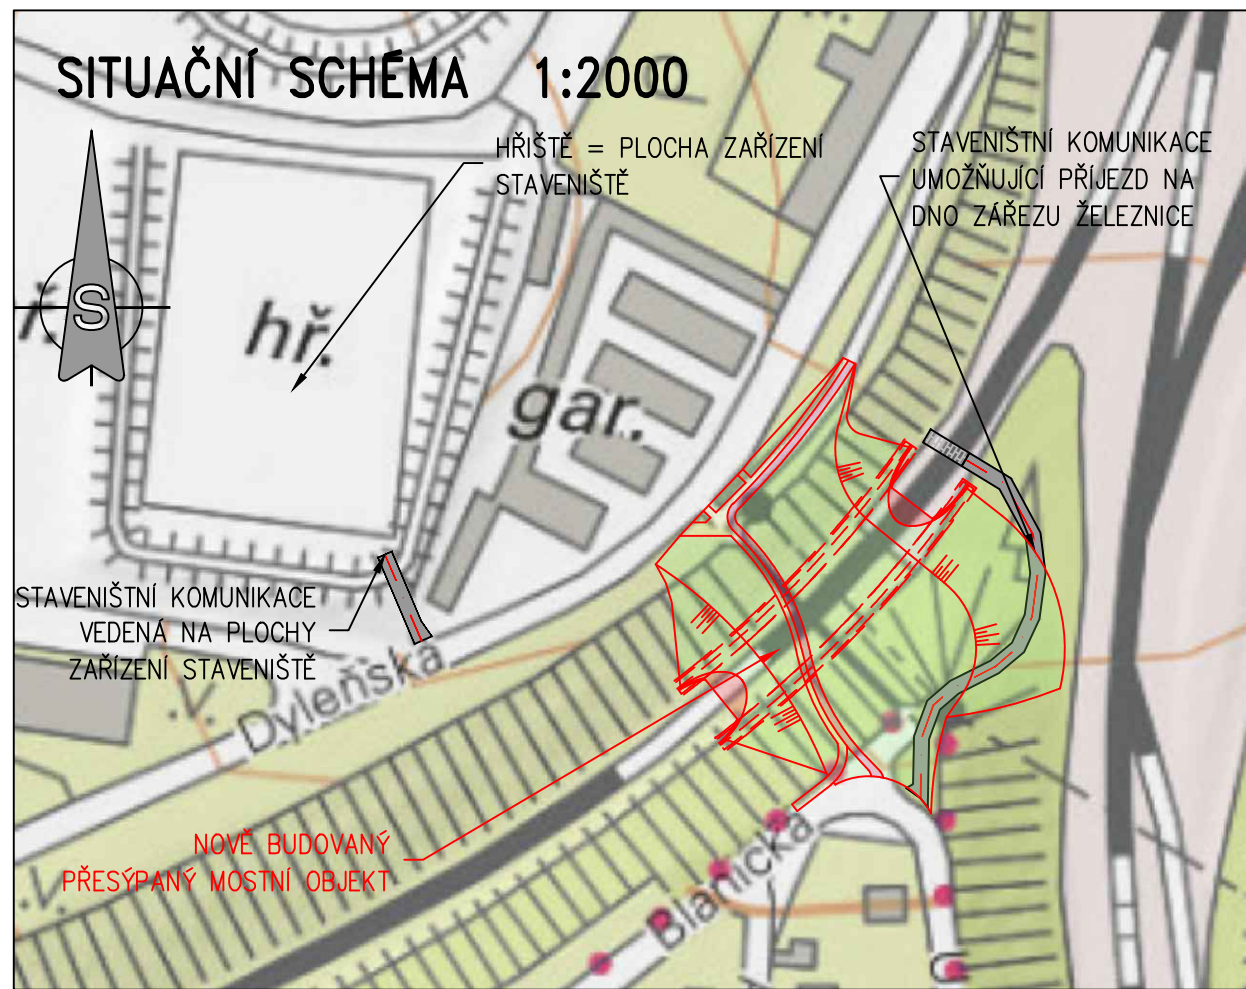 SITUAČNÍ SCHÉMA 1:2000
HŘIŠTĚ = PLOCHA ZAŘÍZENÍ
STAVENIŠTĚ
STAVENIŠTNÍ KOMUNIKACE
UMOŽŇUJÍCÍ PŘÍJEZD NA
DNO ZÁŘEZU ŽELEZNICE
S
hř.
gar.
STAVENIŠTNÍ KOMUNIKACE
VEDENÁ NA PLOCHY
ZAŘÍZENÍ STAVENIŠTĚ
Dyleňská
NOVĚ BUDOVANÝ
PŘESÝPANÝ MOSTNÍ OBJEKT
Blanická